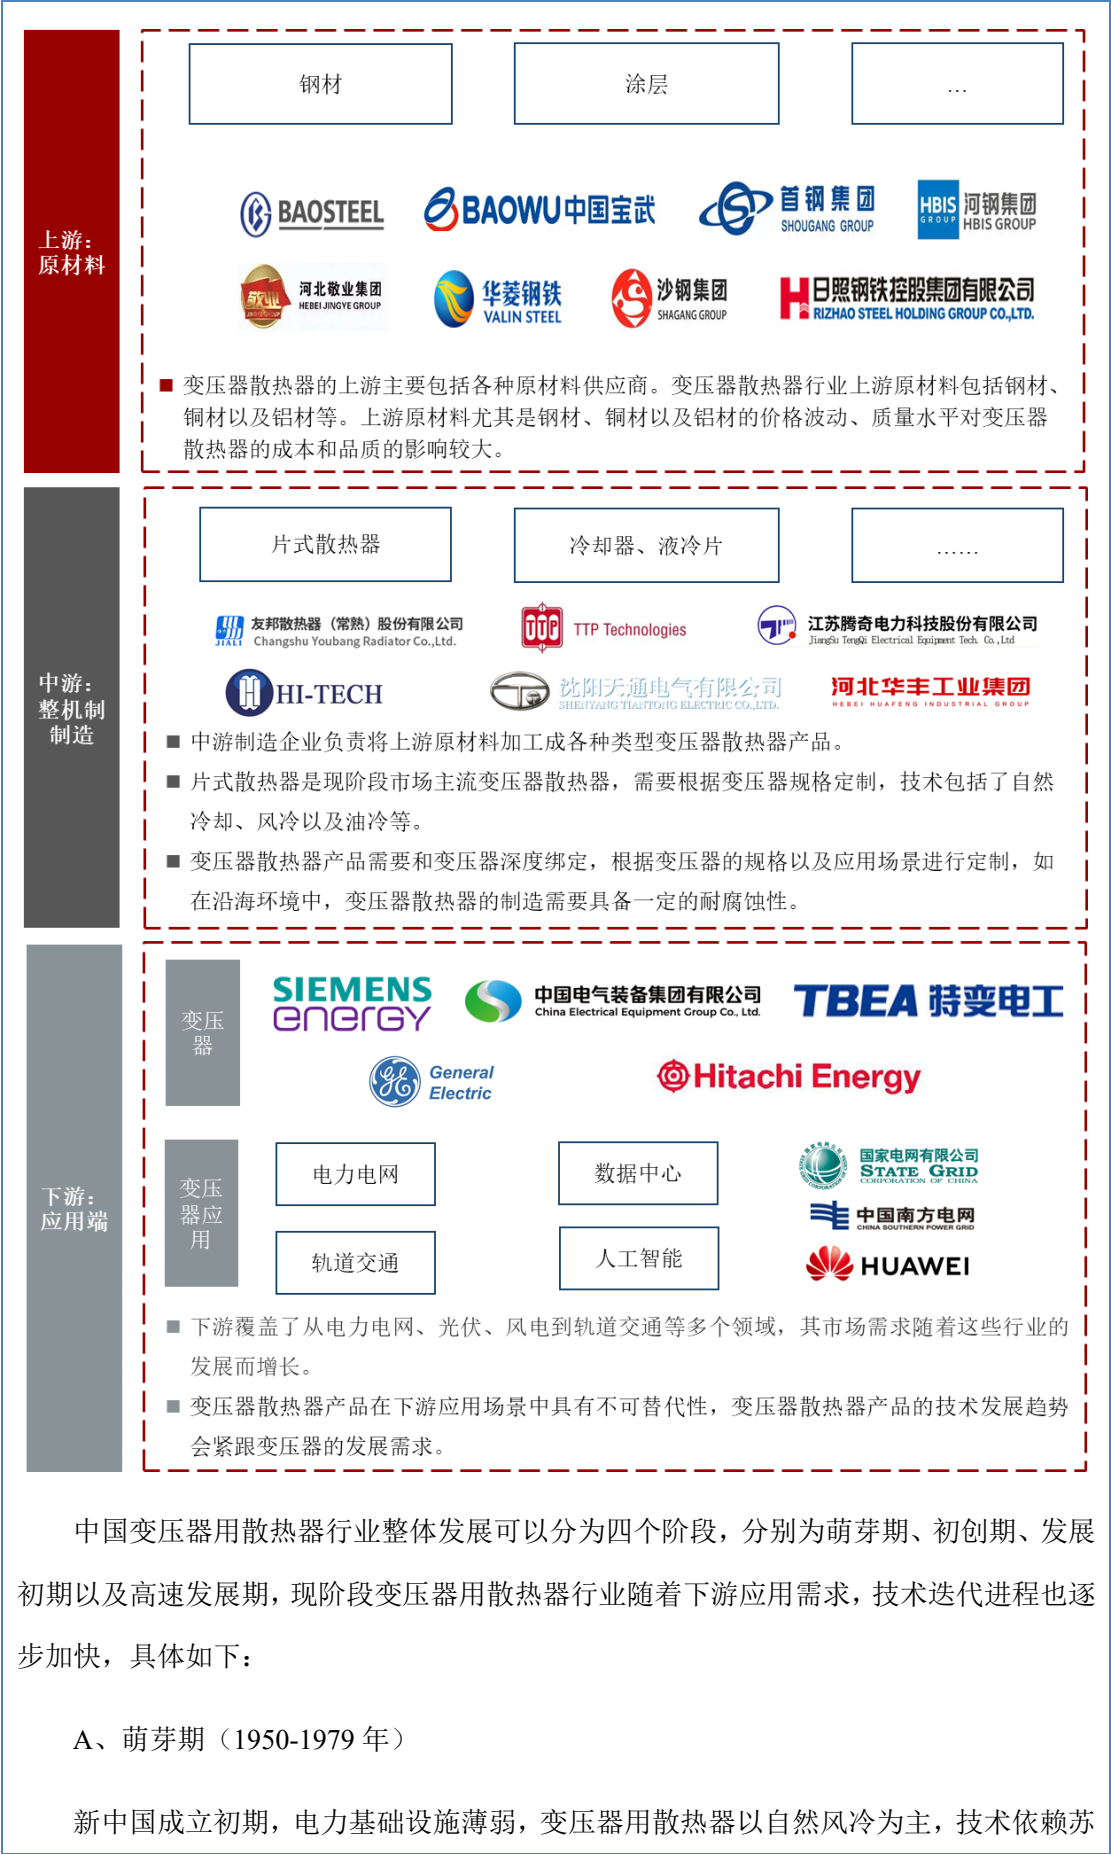 上游：
原材料
钢材
涂层
...
BAOSTEEL
BAOWU中国宝武
首钢集团
SHOUGANG GROUP
HBIS
GROUP
河钢集团
HBIS GROUP
敬业
河北敬业集团
HEBEI JINGYE GROUP
华菱钢铁
VALIN STEEL
沙钢集团
SHAGANG GROUP
日照钢铁控股集团有限公司
RIZHAO STEEL HOLDING GROUP CO.,LTD.
变压器散热器的上游主要包括各种原材料供应商。变压器散热器行业上游原材料包括钢材、
铜材以及铝材等。上游原材料尤其是钢材、铜材以及铝材的价格波动、质量水平对变压器
散热器的成本和品质的影响较大。
中游：
整机制
制造
片式散热器
冷却器、液冷片
……
JIALI
友邦散热器（常熟）股份有限公司
Changshu Youbang Radiator Co.,Ltd.
TTP
TTP Technologies
江苏腾奇电力科技股份有限公司
JiangSu TengQi Electrical Equipment Tech. Co.,Ltd
HI-TECH
沈阳天通电气有限公司
SHENYANG TIANTONG ELECTRIC CO.,LTD.
河北华丰工业集团
HEBEI HUAFENG INDUSTRIAL GROUP
中游制造企业负责将上游原材料加工成各种类型变压器散热器产品。
片式散热器是现阶段市场主流变压器散热器，需要根据变压器规格定制，技术包括了自然
冷却、风冷以及油冷等。
变压器散热器产品需要和变压器深度绑定，根据变压器的规格以及应用场景进行定制，如
在沿海环境中，变压器散热器的制造需要具备一定的耐腐蚀性。
下游：
应用端
变压
器
SIEMENS
energy
中国电气装备集团有限公司
China Electrical Equipment Group Co., Ltd.
TBEA 特变电工
GE
General
Electric
Hitachi Energy
变压
器应
用
电力电网
数据中心
轨道交通
人工智能
国家电网有限公司
STATE GRID
CORPORATION OF CHINA
中国南方电网
CHINA SOUTHERN POWER GRID
HUAWEI
下游覆盖了从电力电网、光伏、风电到轨道交通等多个领域，其市场需求随着这些行业的
发展而增长。
变压器散热器产品在下游应用场景中具有不可替代性，变压器散热器产品的技术发展趋势
会紧跟变压器的发展需求。
中国变压器用散热器行业整体发展可以分为四个阶段，分别为萌芽期、初创期、发展
初期以及高速发展期，现阶段变压器用散热器行业随着下游应用需求，技术迭代进程也逐
步加快，具体如下：
A、萌芽期（1950-1979 年）
新中国成立初期，电力基础设施薄弱，变压器用散热器以自然风冷为主，技术依赖苏